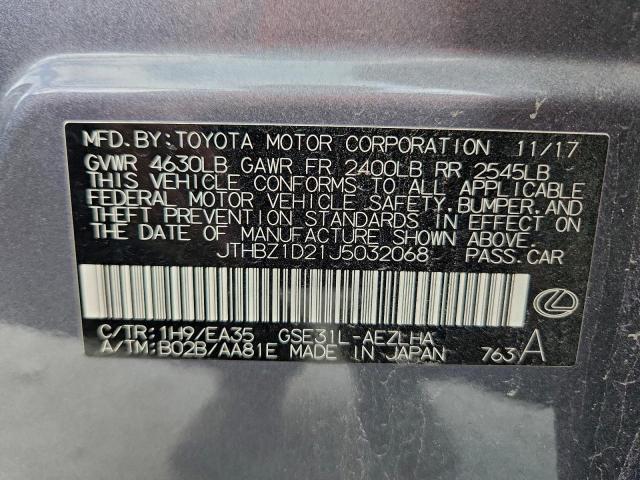 MFD. BY: TOYOTA MOTOR CORPORATION 11/17
GVWR 4630LB GAWR FR 2400LB RR 2545LB
THIS VEHICLE CONFORMS TO ALL APPLICABLE
FEDERAL MOTOR VEHICLE SAFETY, BUMPER, AND
THEFT PREVENTION STANDARDS IN EFFECT ON
THE DATE OF MANUFACTURE SHOWN ABOVE.
JTHBZ1D21J5032068 PASS.CAR
C/TR: 1H9/EA35 GSE31L-AEZLHA
A/TM: B02B/AA81E MADE IN JAPAN 763 A